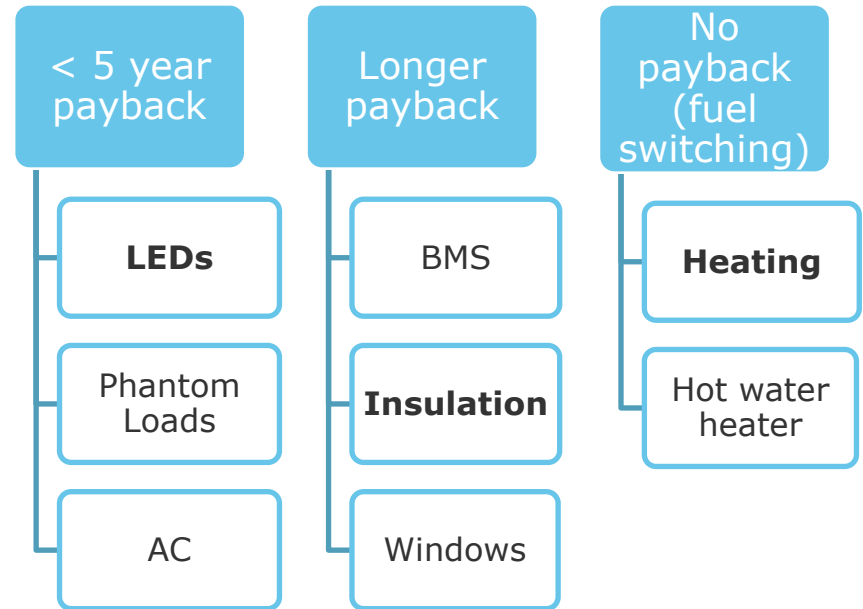 < 5 year
payback
LEDs
Phantom
Loads
AC
Longer
payback
BMS
Insulation
Windows
No
payback
(fuel
switching)
Heating
Hot water
heater